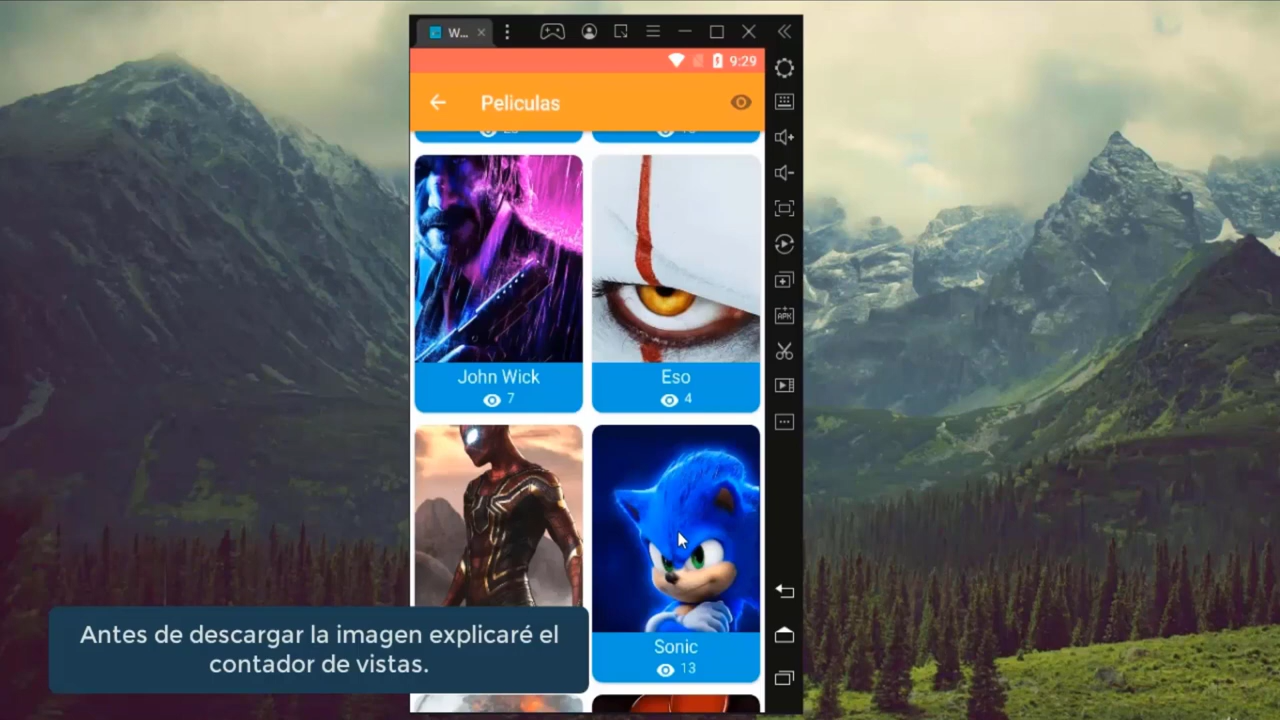 W...
9:29
Peliculas
John Wick
7
Eso
4
APK
Sonic
13
Antes de descargar la imagen explicaré el
contador de vistas.